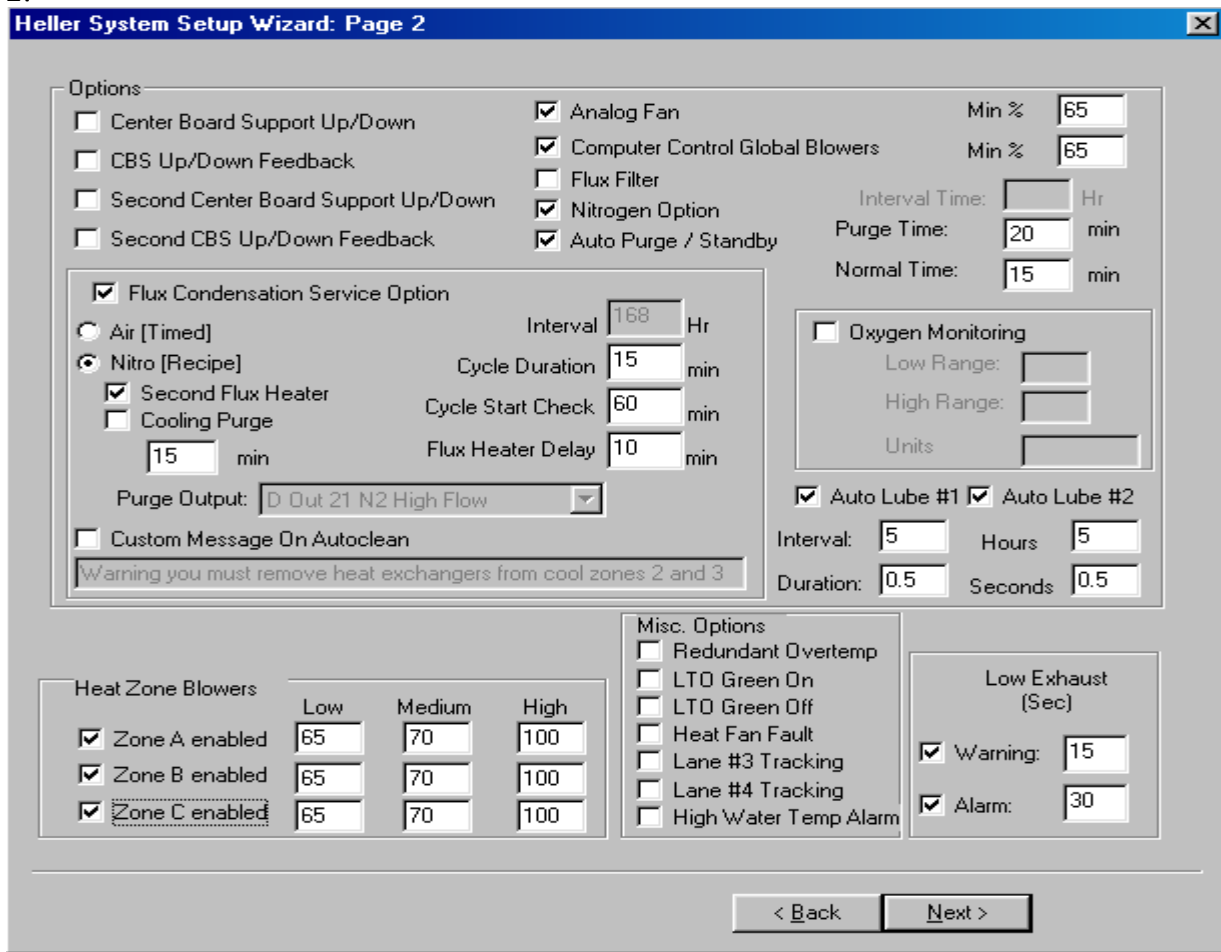 Heller System Setup Wizard: Page 2
Options
Center Board Support Up/Down
CBS Up/Down Feedback
Second Center Board Support Up/Down
Second CBS Up/Down Feedback
Analog Fan Min % 65
Computer Control Global Blowers Min % 65
Flux Filter
Interval Time: Hr
Nitrogen Option
Purge Time: 20 min
Auto Purge / Standby
Normal Time: 15 min
Flux Condensation Service Option
Air [Timed]
Interval 168 Hr
Nitro [Recipe]
Cycle Duration 15 min
Second Flux Heater
Cycle Start Check 60 min
Cooling Purge
15 min
Flux Heater Delay 10 min
Purge Output: D Out 21 N2 High Flow
Custom Message On Autoclean
Warning you must remove heat exchangers from cool zones 2 and 3
Oxygen Monitoring
Low Range:
High Range:
Units
Auto Lube #1 Auto Lube #2
Interval: 5 Hours 5
Duration: 0.5 Seconds 0.5
Heat Zone Blowers
Low Medium High
Zone A enabled 65 70 100
Zone B enabled 65 70 100
Zone C enabled 65 70 100
Misc. Options
Redundant Overtemp
LTO Green On
LTO Green Off
Heat Fan Fault
Lane #3 Tracking
Lane #4 Tracking
High Water Temp Alarm
Low Exhaust
(Sec)
Warning: 15
Alarm: 30
< Back Next >